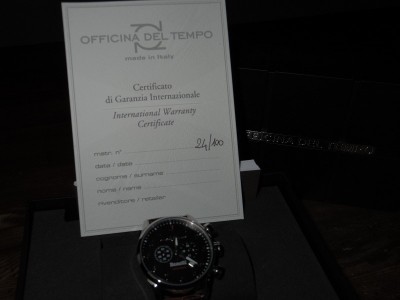 OFFICINA DEL TEMPO
made in Italy
Certificato
di Garanzia Internazionale
International Warranty
Certificate
matr. n° 24/100
data / date
cognome / surname
nome / name
rivenditore / retailer
OFFICINA DEL TEMPO